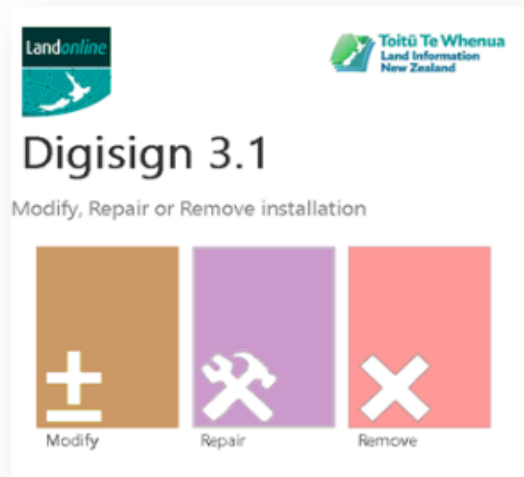 Landonline
Toitū Te Whenua
Land Information
New Zealand
Digisign 3.1
Modify, Repair or Remove installation
Modify
Repair
Remove